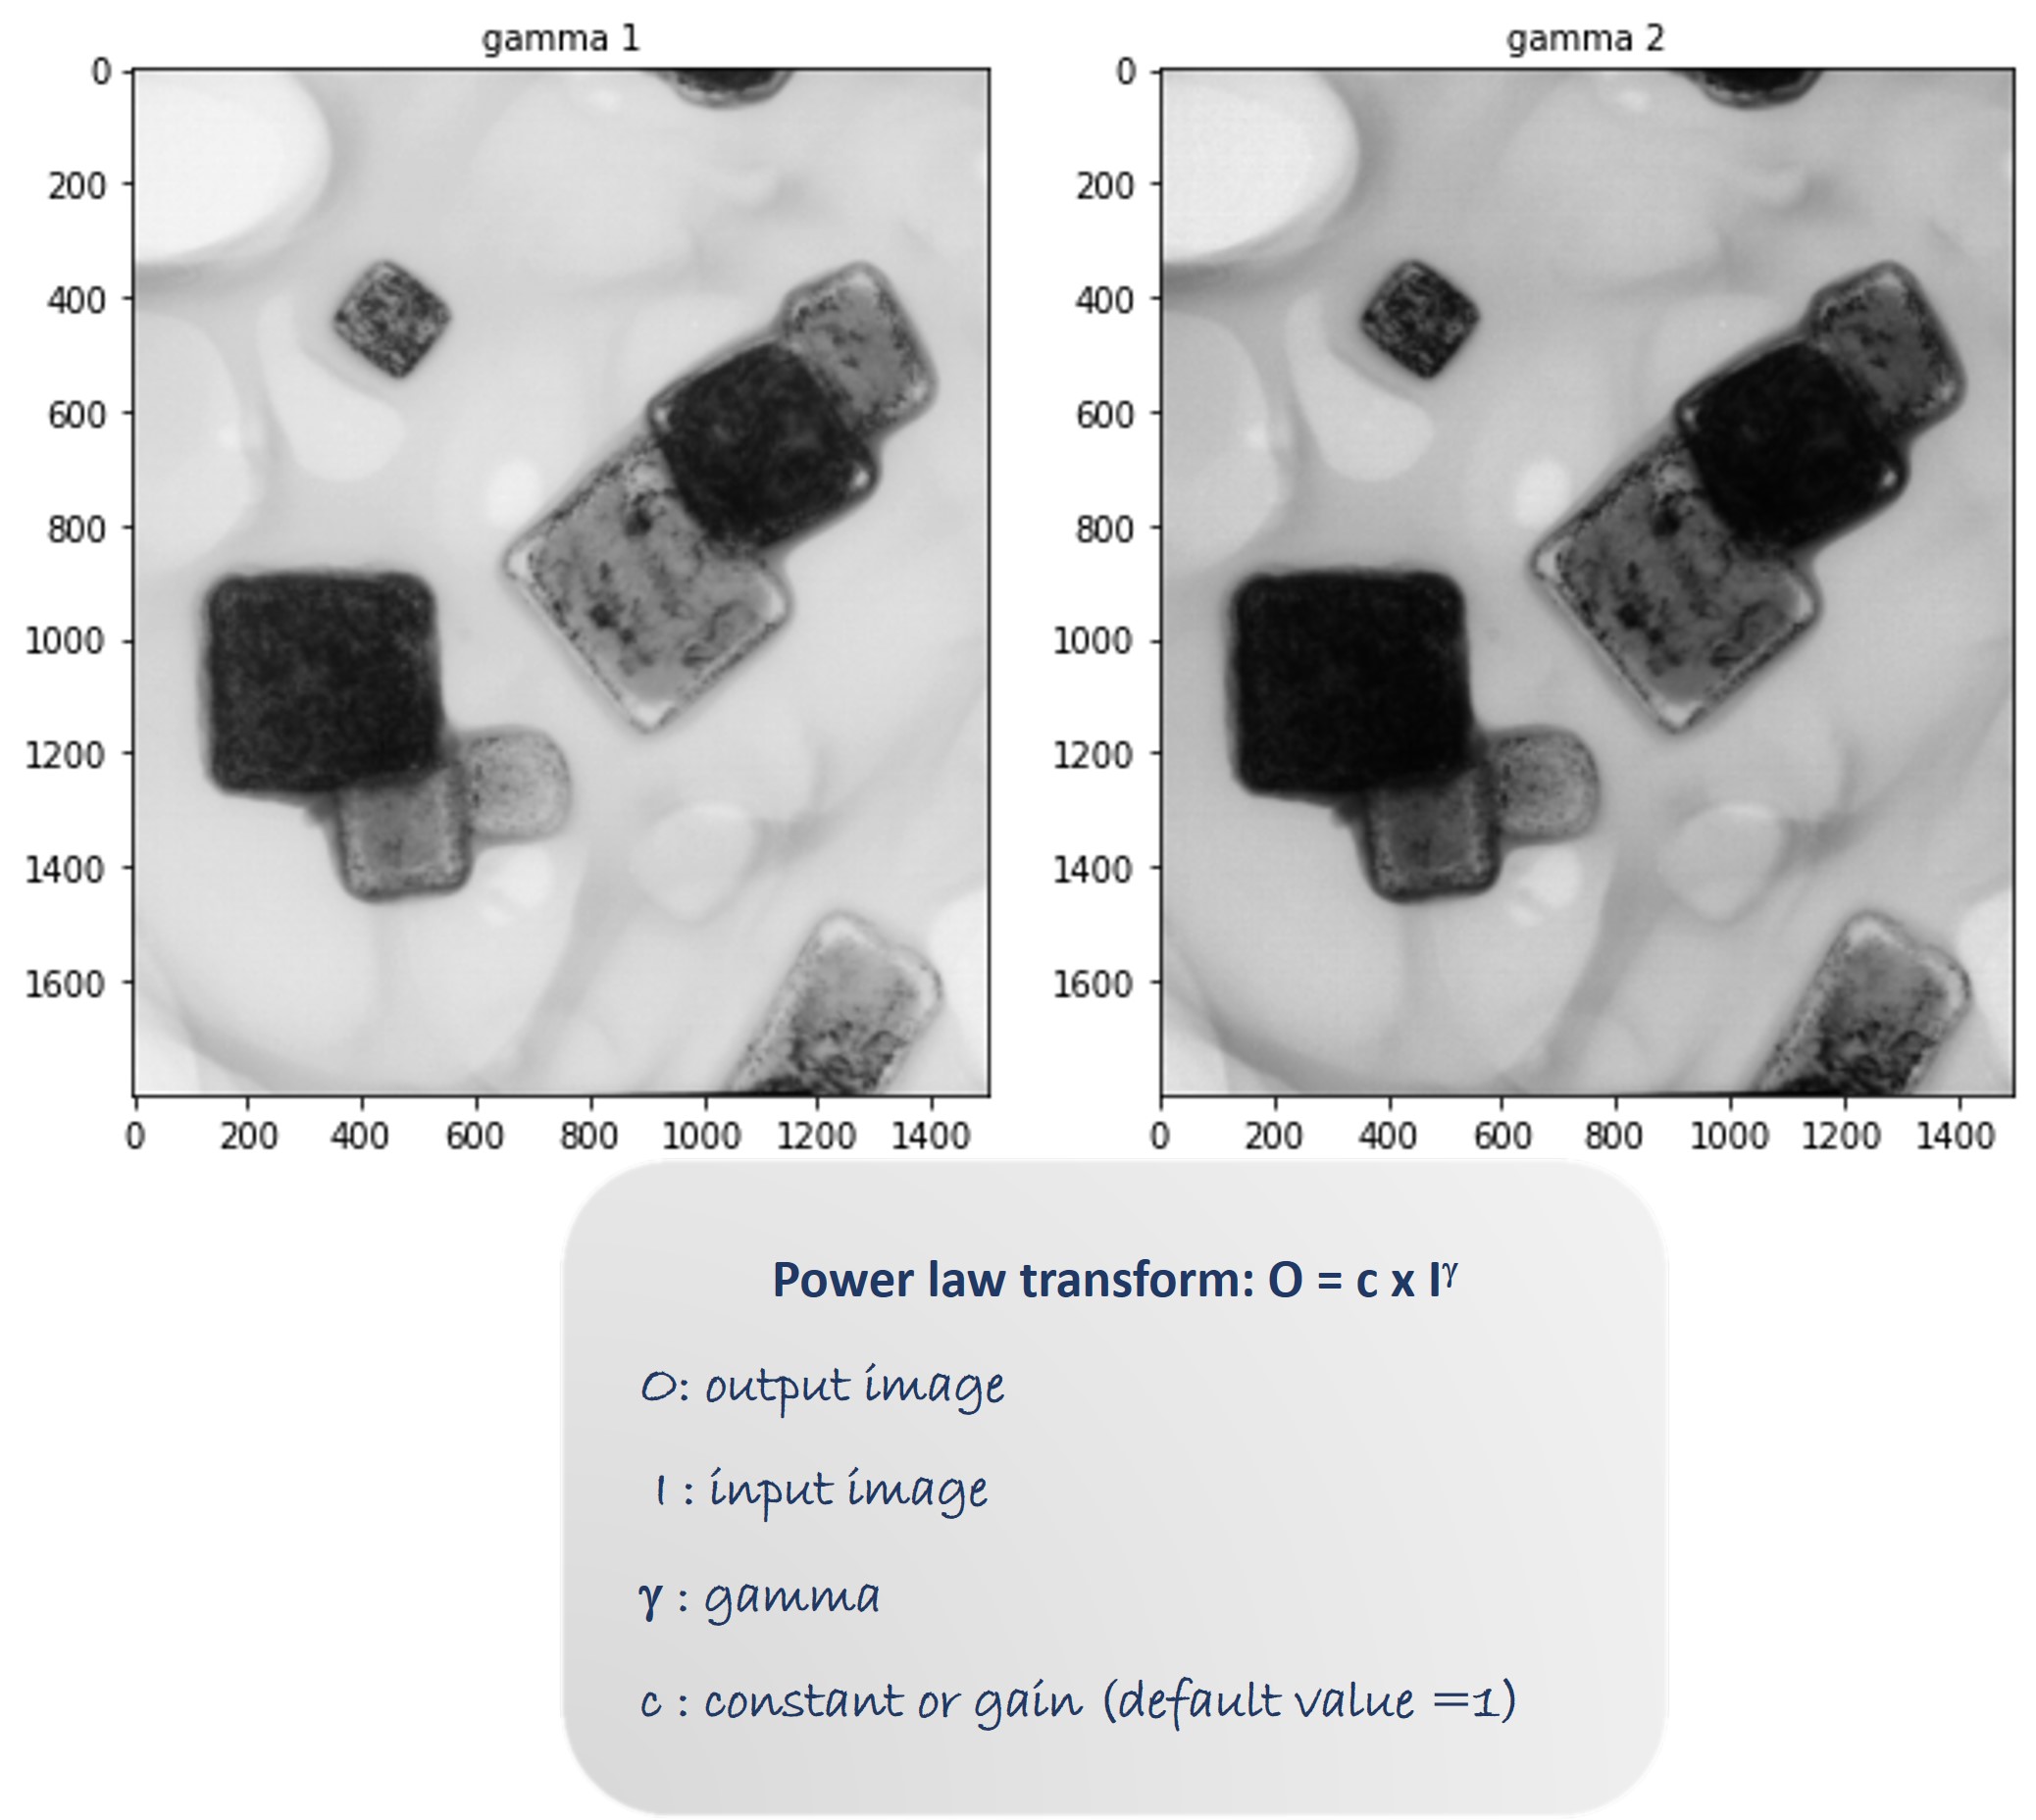 gamma 1
gamma 2
0
200
400
600
800
1000
1200
1400
1600
0 200 400 600 800 1000 1200 1400
0
200
400
600
800
1000
1200
1400
1600
0 200 400 600 800 1000 1200 1400
Power law transform: O = c x I^γ
O: output image
I : input image
γ : gamma
c : constant or gain (default value =1)